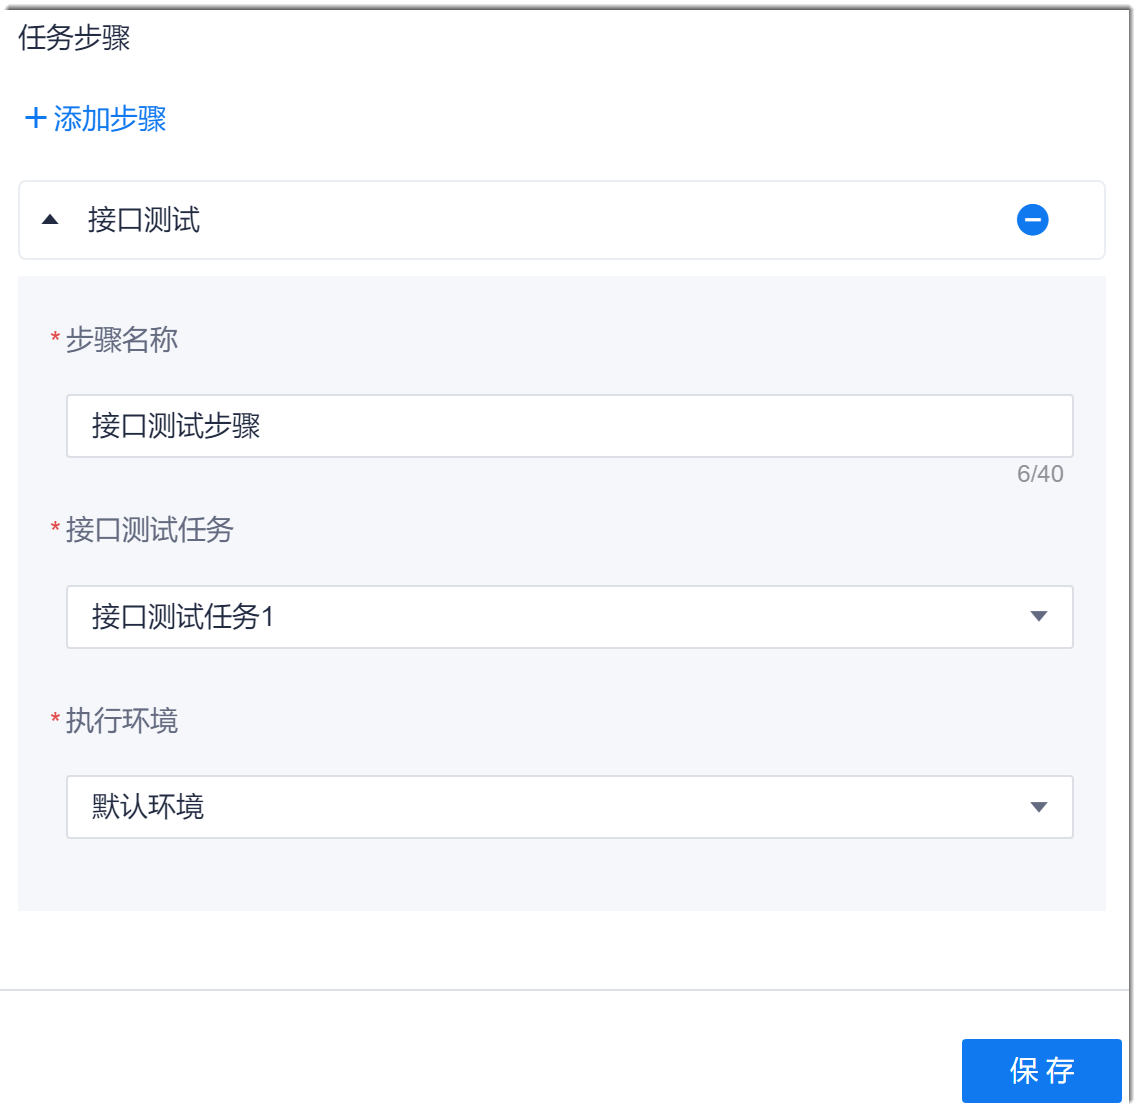 任务步骤
+ 添加步骤
接口测试
* 步骤名称
接口测试步骤
6/40
* 接口测试任务
接口测试任务1
* 执行环境
默认环境
保 存